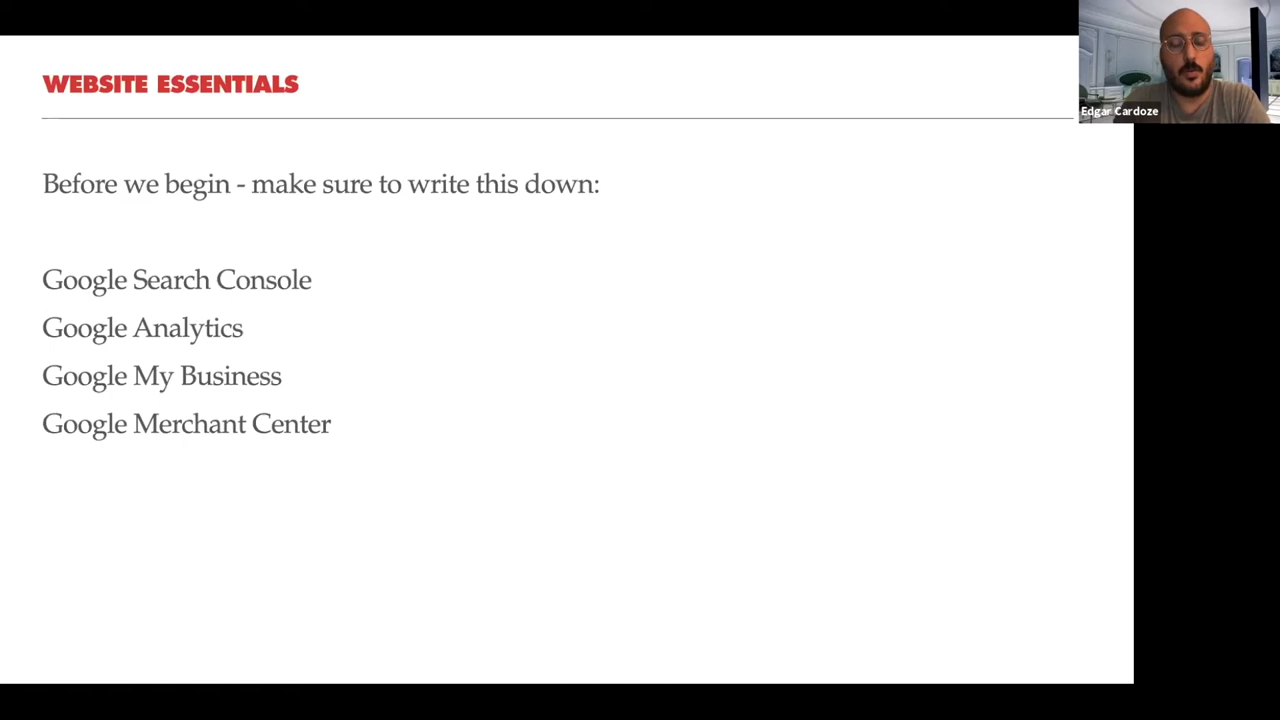 WEBSITE ESSENTIALS
Edgar Cardoze
Before we begin - make sure to write this down:
Google Search Console
Google Analytics
Google My Business
Google Merchant Center